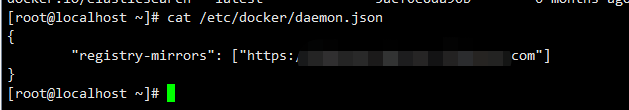 [root@localhost ~]# cat /etc/docker/daemon.json
{
"registry-mirrors": ["https: com"]
}
[root@localhost ~]#